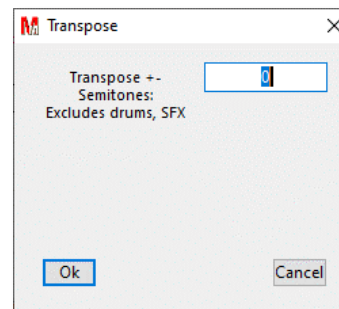 Transpose
Transpose +-
0
Semitones:
Excludes drums, SFX
Ok
Cancel